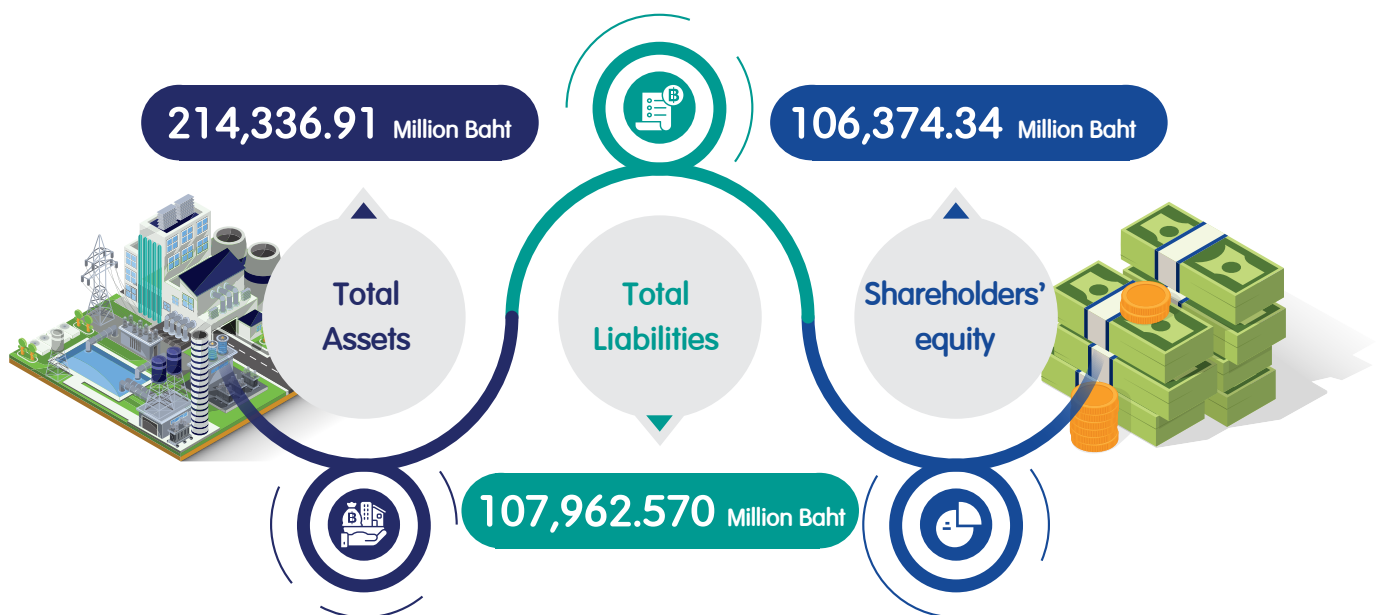 214,336.91 Million Baht
Total
Assets
Total
Liabilities
107,962.570 Million Baht
106,374.34 Million Baht
Shareholders’
equity